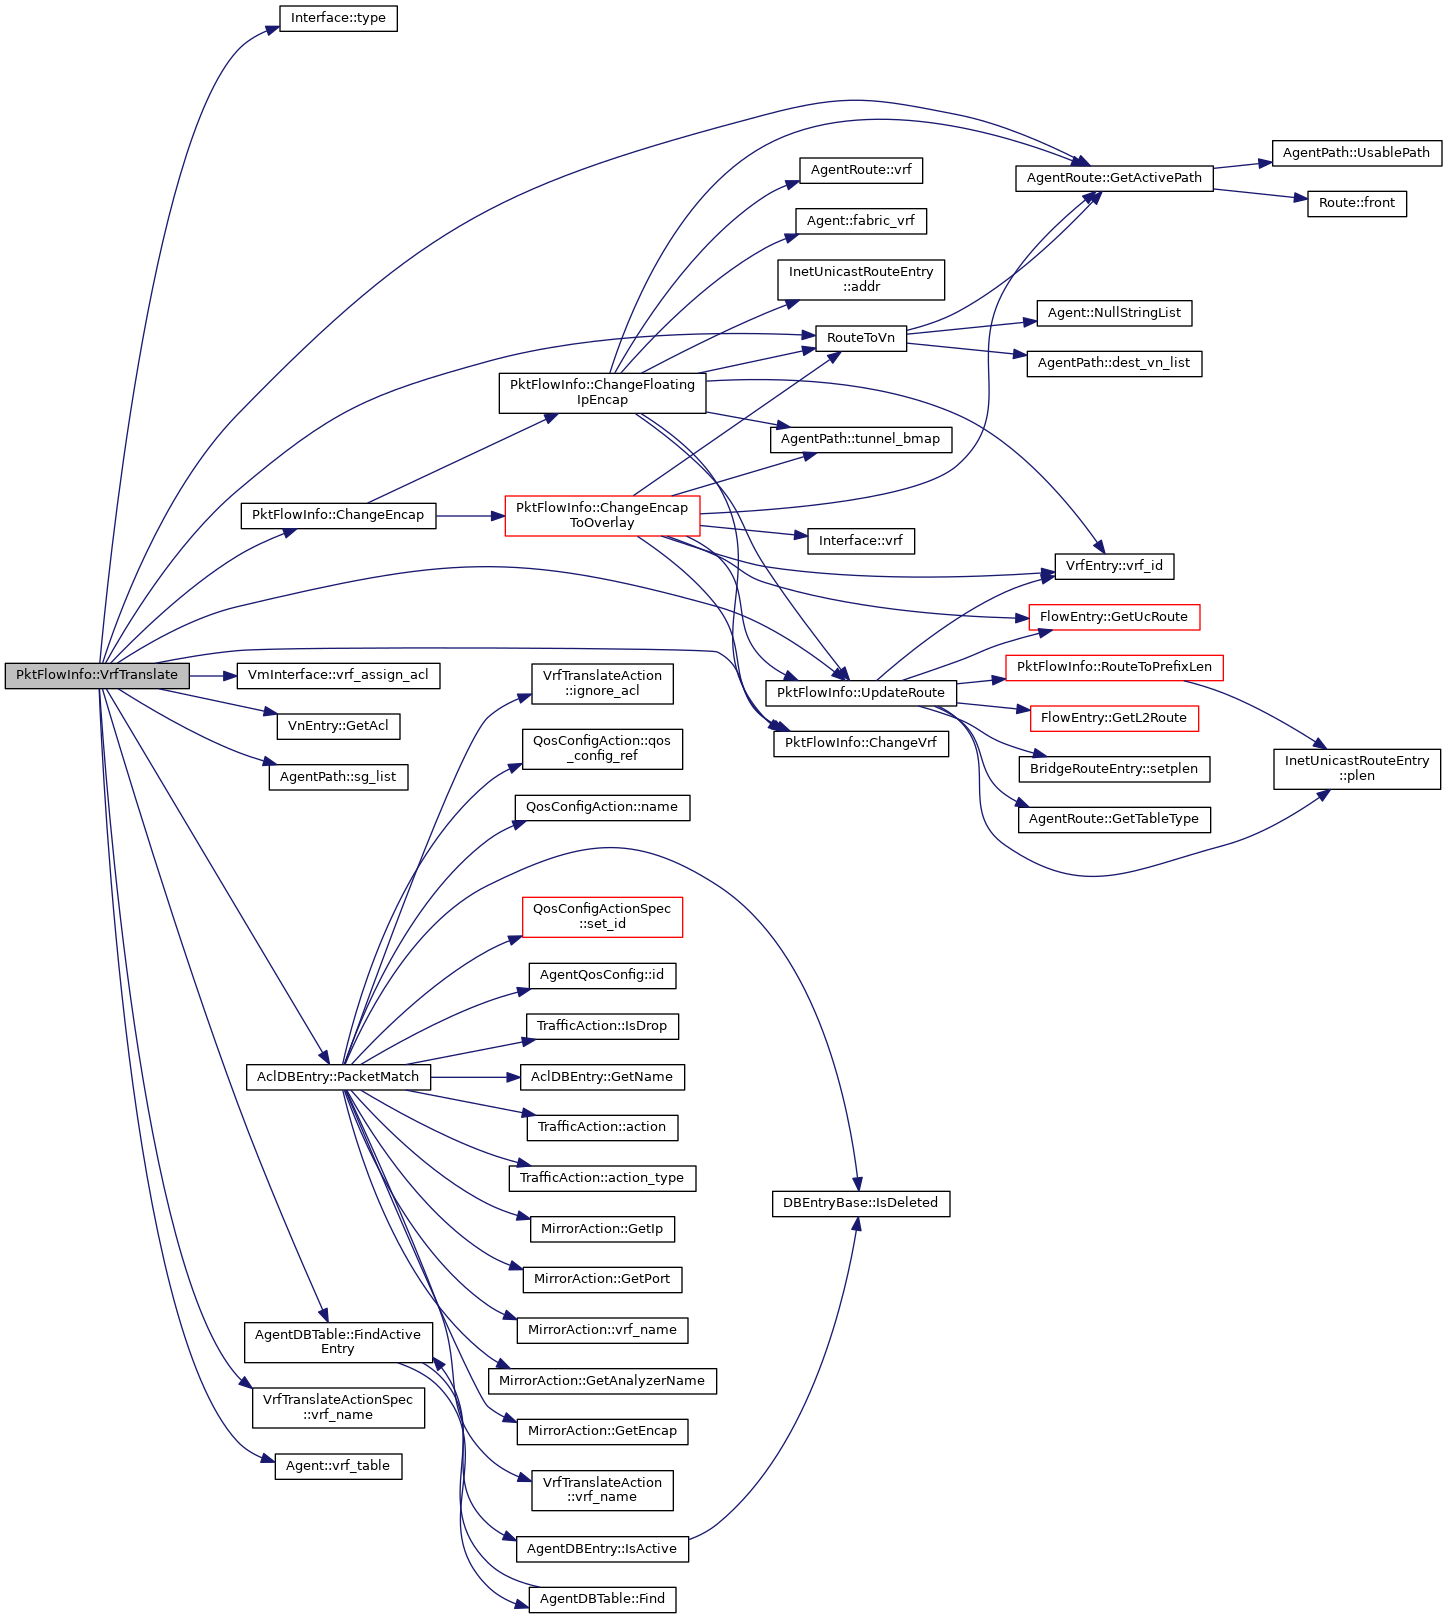 Interface::type
AgentPath::UsablePath
AgentRoute::vrf
AgentRoute::GetActivePath
Route::front
Agent::fabric_vrf
InetUnicastRouteEntry
::addr
Agent::NullStringList
RouteToVn
AgentPath::dest_vn_list
PktFlowInfo::ChangeFloating
IpEncap
AgentPath::tunnel_bmap
PktFlowInfo::ChangeEncap
PktFlowInfo::ChangeEncap
ToOverlay
Interface::vrf
VrfEntry::vrf_id
FlowEntry::GetUcRoute
PktFlowInfo::RouteToPrefixLen
PktFlowInfo::VrfTranslate
VmInterface::vrf_assign_acl
VrfTranslateAction
::ignore_acl
PktFlowInfo::UpdateRoute
FlowEntry::GetL2Route
VnEntry::GetAcl
QosConfigAction::qos
_config_ref
PktFlowInfo::ChangeVrf
BridgeRouteEntry::setplen
InetUnicastRouteEntry
::plen
AgentPath::sg_list
QosConfigAction::name
AgentRoute::GetTableType
QosConfigActionSpec
::set_id
AgentQosConfig::id
TrafficAction::IsDrop
AclDBEntry::PacketMatch
AclDBEntry::GetName
TrafficAction::action
TrafficAction::action_type
DBEntryBase::IsDeleted
MirrorAction::GetIp
MirrorAction::GetPort
MirrorAction::vrf_name
AgentDBTable::FindActive
Entry
MirrorAction::GetAnalyzerName
VrfTranslateActionSpec
::vrf_name
MirrorAction::GetEncap
Agent::vrf_table
VrfTranslateAction
::vrf_name
AgentDBEntry::IsActive
AgentDBTable::Find